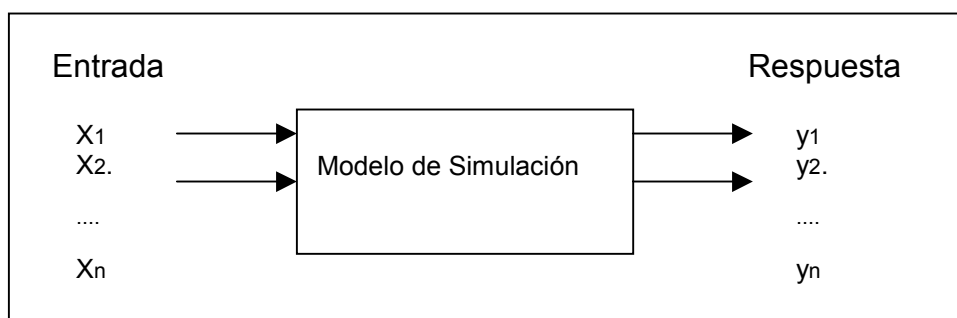 Entrada
Respuesta
X1
y1
X2.
Modelo de Simulación
y2.
....
....
Xn
yn